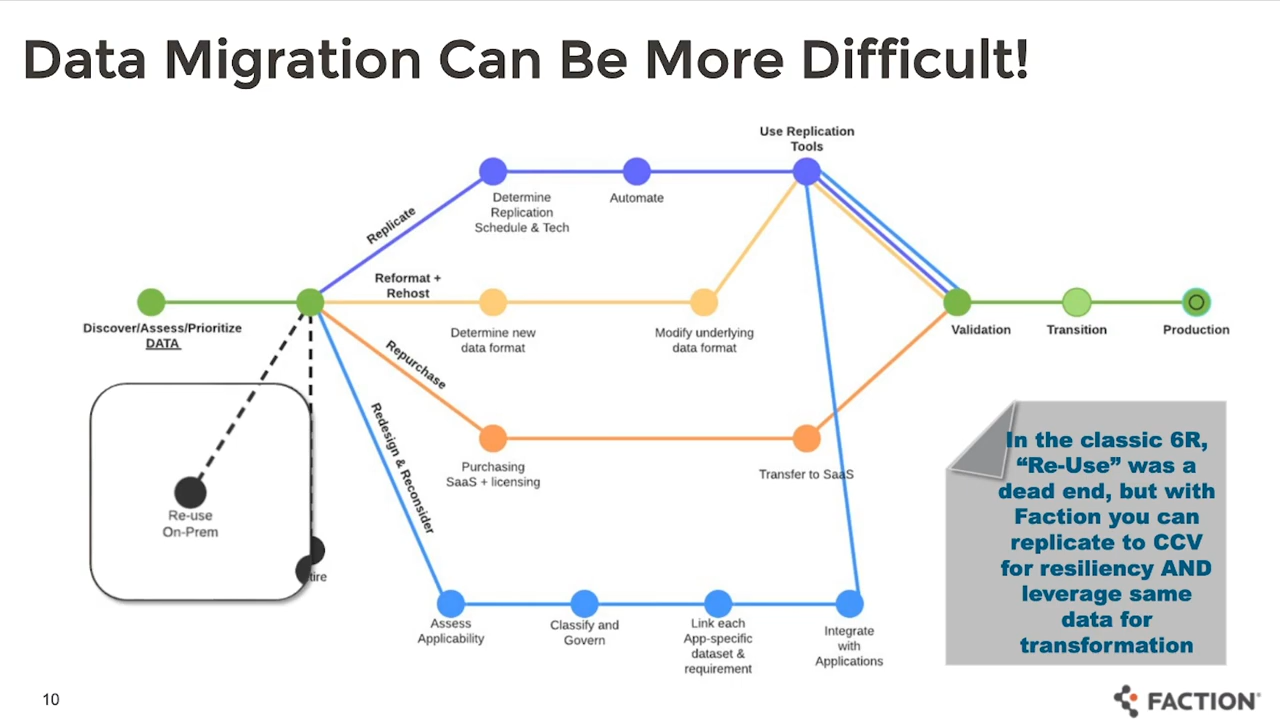 Data Migration Can Be More Difficult!
Use Replication
Tools
Determine
Replication
Schedule & Tech
Automate
Replicate
Reformat +
Rehost
Discover/Assess/Prioritize
DATA
Determine new
data format
Modify underlying
data format
Validation
Transition
Production
Repurchase
Redesign & Reconsider
Purchasing
SaaS + licensing
Transfer to SaaS
Re-use
On-Prem
Assess
Applicability
Classify and
Govern
Link each
App-specific
dataset &
requirement
Integrate
with
Applications
In the classic 6R,
“Re-Use” was a
dead end, but with
Faction you can
replicate to CCV
for resiliency AND
leverage same
data for
transformation
10
FACTION®